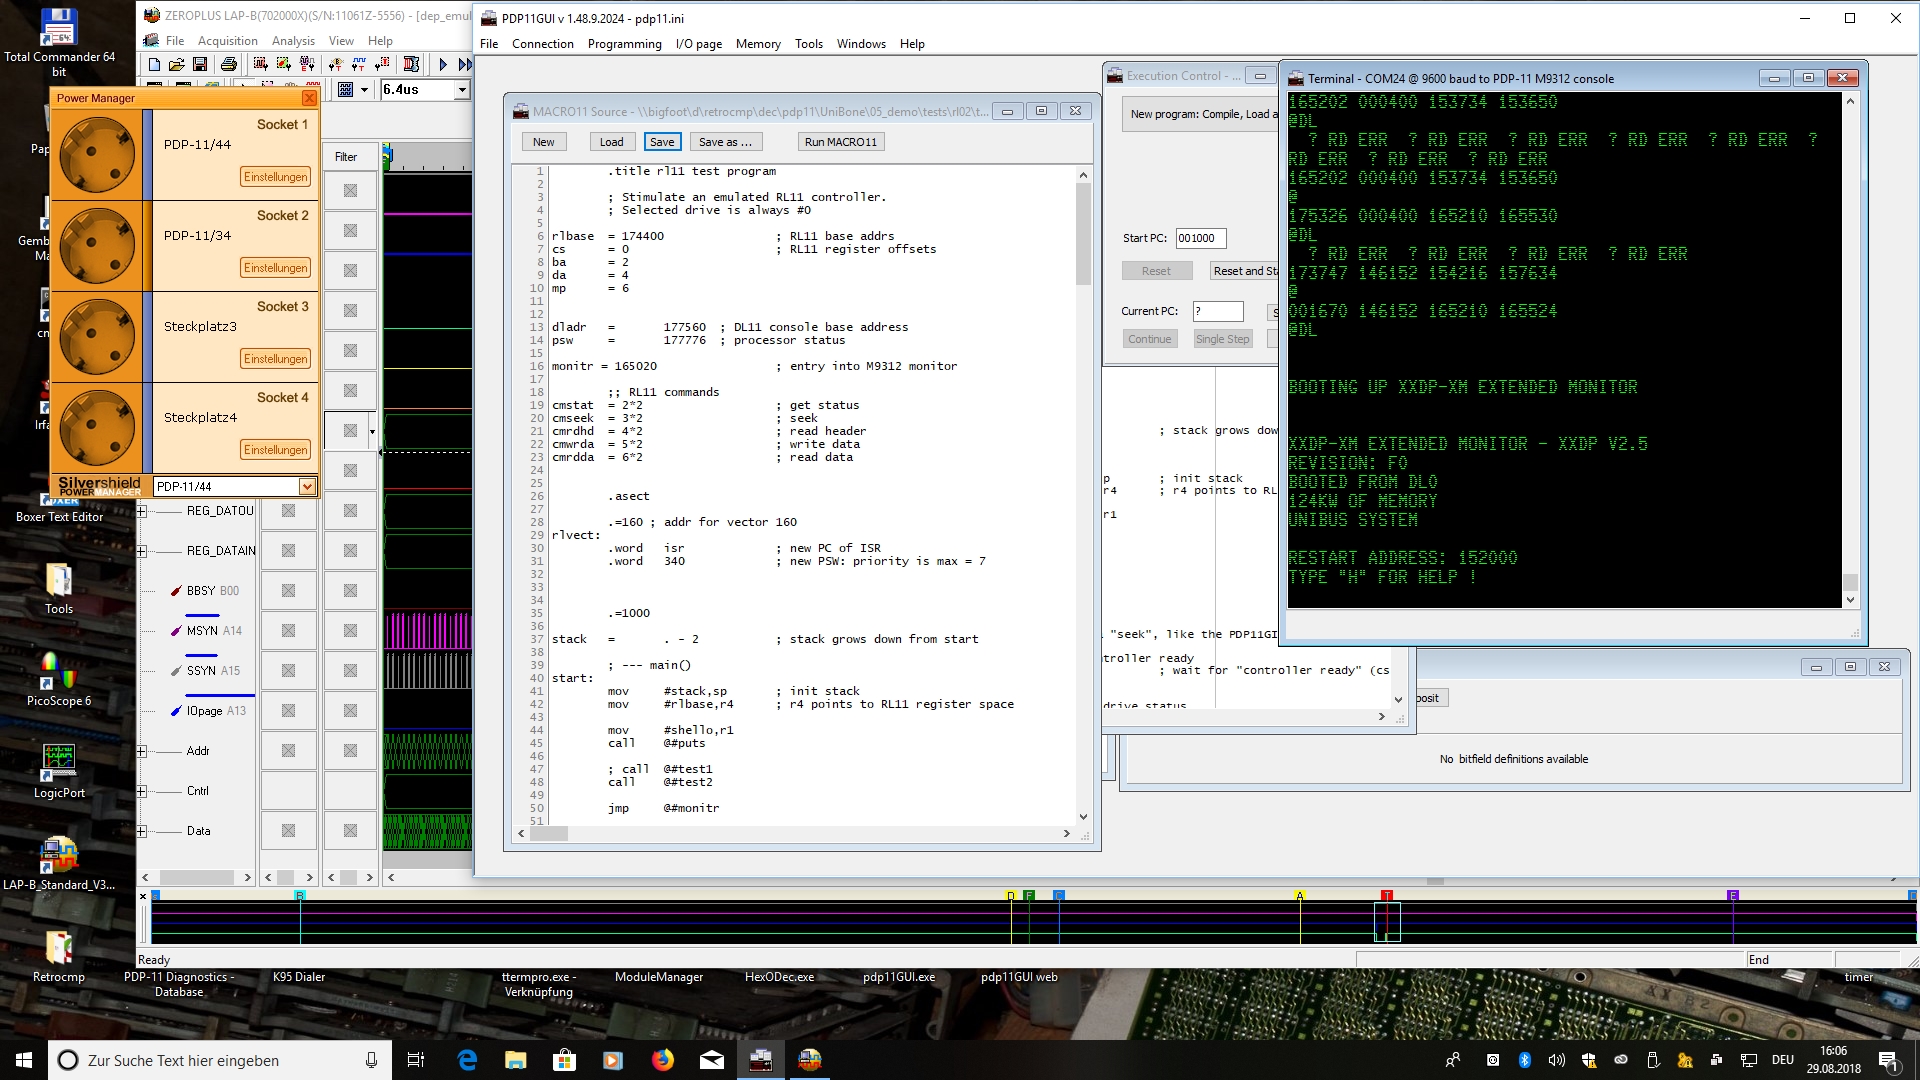 Total Commander 64
bit
ZEROPLUS LAP-B(702000X)(S/N:11061Z-5556) - [dep_emul
File Acquisition Analysis View Help
6.4us
Filter
Power Manager
Socket 1
PDP-11/44
Einstellungen
Socket 2
PDP-11/34
Einstellungen
Socket 3
Steckplatz3
Einstellungen
Socket 4
Steckplatz4
Einstellungen
Silvershield
POWERMANAGER
PDP-11/44
Boxer Text Editor
Tools
PicoScope 6
LogicPort
LAP-B_Standard_V3...
Retrocmp
REG_DATOU
REG_DATAIN
BBSY B00
MSYN A14
SSYN A15
IOpage A13
Addr
Cntrl
Data
PDP11GUI v 1.48.9.2024 - pdp11.ini
File Connection Programming I/O page Memory Tools Windows Help
MACRO11 Source - \\bigfoot\d\retrocmp\dec\pdp11\UniBone\05_demo\tests\rl02\t...
New Load Save Save as ... Run MACRO11
1 .title rl11 test program
2
3 ; Stimulate an emulated RL11 controller.
4 ; Selected drive is always #0
5
6 rlbase = 174400 ; RL11 base addrs
7 cs = 0 ; RL11 register offsets
8 ba = 2
9 da = 4
10 mp = 6
11
12
13 dladr = 177560 ; DL11 console base address
14 psw = 177776 ; processor status
15
16 monitr = 165020 ; entry into M9312 monitor
17
18 ;; RL11 commands
19 cmstat = 2*2 ; get status
20 cmseek = 3*2 ; seek
21 cmrdhd = 4*2 ; read header
22 cmwrda = 5*2 ; write data
23 cmrdda = 6*2 ; read data
24
25
26 .asect
27
28 .=160 ; addr for vector 160
29 rlvect:
30 .word isr ; new PC of ISR
31 .word 340 ; new PSW: priority is max = 7
32
33
34
35 .=1000
36
37 stack = . - 2 ; stack grows down from start
38
39 ; --- main()
40 start:
41 mov #stack,sp ; init stack
42 mov #rlbase,r4 ; r4 points to RL11 register space
43
44 mov #shello,r1
45 call @#puts
46
47 ; call @#test1
48 call @#test2
49
50 jmp @#monitr
51
Execution Control - ...
New program: Compile, Load a
Start PC: 001000
Reset Reset and Sta
Current PC: ?
Continue Single Step
; stack grows dow
p ; init stack
r4 ; r4 points to RL
r1
"seek", like the PDP11GI
ntroller ready
; wait for "controller ready" (cs
drive status
Terminal - COM24 @ 9600 baud to PDP-11 M9312 console
165202 000400 153734 153650
@DL
? RD ERR ? RD ERR ? RD ERR ? RD ERR ? RD ERR ?
RD ERR ? RD ERR ? RD ERR
165202 000400 153734 153650
@
175326 000400 165210 165530
@DL
? RD ERR ? RD ERR ? RD ERR ? RD ERR
173747 146152 154216 157634
@
001670 146152 165210 165524
@DL
BOOTING UP XXDP-XM EXTENDED MONITOR
XXDP-XM EXTENDED MONITOR - XXDP V2.5
REVISION: F0
BOOTED FROM DL0
124KW OF MEMORY
UNIBUS SYSTEM
RESTART ADDRESS: 152000
TYPE "H" FOR HELP !
posit
No bitfield definitions available
B D F C A T E
Ready
End
PDP-11 Diagnostics -
Database
K95 Dialer
ttermpro.exe -
Verknüpfung
ModuleManager
HexODec.exe
pdp11GUI.exe
pdp11GUI web
timer
Zur Suche Text hier eingeben
DEU
16:06
29.08.2018
1